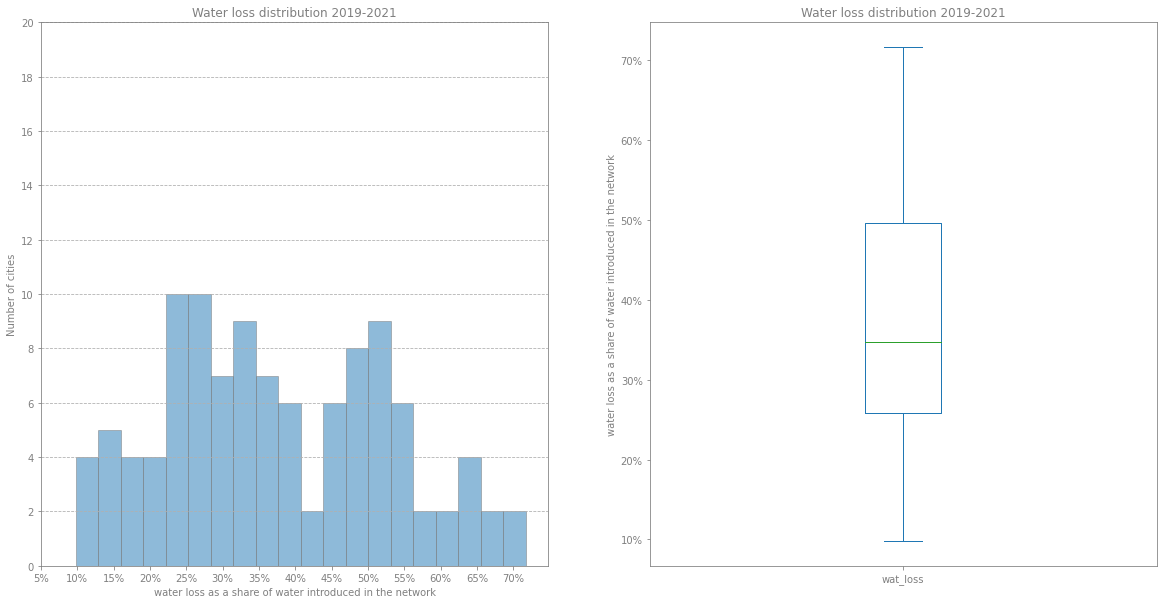 Water loss distribution 2019-2021
20
18
16
14
12
10
8
6
4
2
0
Number of cities
5% 10% 15% 20% 25% 30% 35% 40% 45% 50% 55% 60% 65% 70%
water loss as a share of water introduced in the network
Water loss distribution 2019-2021
70%
60%
50%
40%
30%
20%
10%
water loss as a share of water introduced in the network
wat_loss